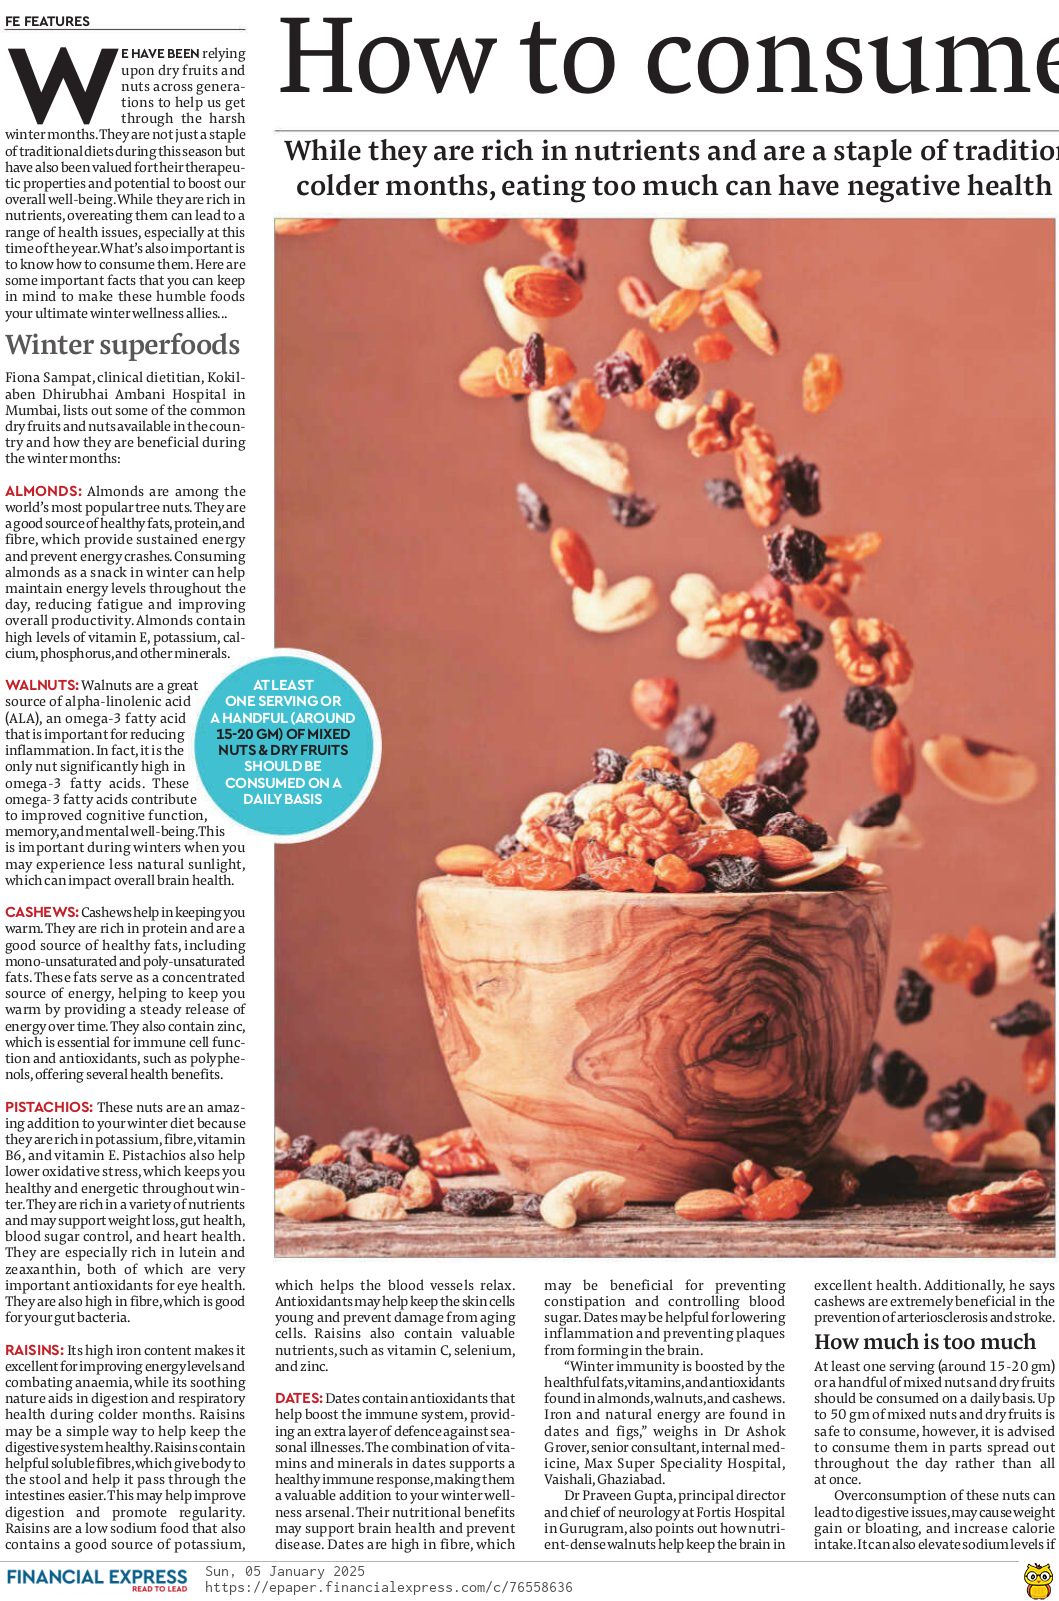 FE FEATURES
WE HAVE BEEN relying
upon dry fruits and
nuts across genera-
tions to help us get
through the harsh
winter months. They are not just a staple
of traditional diets during this season but
have also been valued for their therapeu-
tic properties and potential to boost our
overall well-being. While they are rich in
nutrients, overeating them can lead to a
range of health issues, especially at this
time of the year. What's also important is
to know how to consume them. Here are
some important facts that you can keep
in mind to make these humble foods
your ultimate winter wellness allies...
Winter superfoods
Fiona Sampat, clinical dietitian, Kokil-
aben Dhirubhai Ambani Hospital in
Mumbai, lists out some of the common
dry fruits and nuts available in the coun-
try and how they are beneficial during
the winter months:
ALMONDS: Almonds are among the
world's most popular tree nuts. They are
a good source of healthy fats, protein, and
fibre, which provide sustained energy
and prevent energy crashes. Consuming
almonds as a snack in winter can help
maintain energy levels throughout the
day, reducing fatigue and improving
overall productivity. Almonds contain
high levels of vitamin E, potassium, cal-
cium, phosphorus, and other minerals.
WALNUTS: Walnuts are a great
source of alpha-linolenic acid
(ALA), an omega-3 fatty acid
that is important for reducing
inflammation. In fact, it is the
only nut significantly high in
omega-3 fatty acids. These
omega-3 fatty acids contribute
to improved cognitive function,
memory, and mental well-being. This
is important during winters when you
may experience less natural sunlight,
which can impact overall brain health.
CASHEWS: Cashews help in keeping you
warm. They are rich in protein and are a
good source of healthy fats, including
mono-unsaturated and poly-unsaturated
fats. These fats serve as a concentrated
source of energy, helping to keep you
warm by providing a steady release of
energy over time. They also contain zinc,
which is essential for immune cell func-
tion and antioxidants, such as polyphe-
nols, offering several health benefits.
PISTACHIOS: These nuts are an amaz-
ing addition to your winter diet because
they are rich in potassium, fibre, vitamin
B6, and vitamin E. Pistachios also help
lower oxidative stress, which keeps you
healthy and energetic throughout win-
ter. They are rich in a variety of nutrients
and may support weight loss, gut health,
blood sugar control, and heart health.
They are especially rich in lutein and
zeaxanthin, both of which are very
important antioxidants for eye health.
They are also high in fibre, which is good
for your gut bacteria.
RAISINS: Its high iron content makes it
excellent for improving energy levels and
combating anaemia, while its soothing
nature aids in digestion and respiratory
health during colder months. Raisins
may be a simple way to help keep the
digestive system healthy. Raisins contain
helpful soluble fibres, which give body to
the stool and help it pass through the
intestines easier. This may help improve
digestion and promote regularity.
Raisins are a low sodium food that also
contains a good source of potassium,
How to consume
While they are rich in nutrients and are a staple of tradition
colder months, eating too much can have negative health
AT LEAST
ONE SERVING OR
A HANDFUL (AROUND
15-20 GM) OF MIXED
NUTS & DRY FRUITS
SHOULD BE
CONSUMED ON A
DAILY BASIS
which helps the blood vessels relax.
Antioxidants may help keep the skin cells
young and prevent damage from aging
cells. Raisins also contain valuable
nutrients, such as vitamin C, selenium,
and zinc.
DATES: Dates contain antioxidants that
help boost the immune system, provid-
ing an extra layer of defence against sea-
sonal illnesses. The combination of vita-
mins and minerals in dates supports a
healthy immune response, making them
a valuable addition to your winter well-
ness arsenal. Their nutritional benefits
may support brain health and prevent
disease. Dates are high in fibre, which
may be beneficial for preventing
constipation and controlling blood
sugar. Dates may be helpful for lowering
inflammation and preventing plaques
from forming in the brain.
"Winter immunity is boosted by the
healthful fats, vitamins, and antioxidants
found in almonds, walnuts, and cashews.
Iron and natural energy are found in
dates and figs," weighs in Dr Ashok
Grover, senior consultant, internal med-
icine, Max Super Speciality Hospital,
Vaishali, Ghaziabad.
Dr Praveen Gupta, principal director
and chief of neurology at Fortis Hospital
in Gurugram, also points out how nutri-
ent-dense walnuts help keep the brain in
excellent health. Additionally, he says
cashews are extremely beneficial in the
prevention of arteriosclerosis and stroke.
How much is too much
At least one serving (around 15-20 gm)
or a handful of mixed nuts and dry fruits
should be consumed on a daily basis. Up
to 50 gm of mixed nuts and dry fruits is
safe to consume, however, it is advised
to consume them in parts spread out
throughout the day rather than all
at once.
Overconsumption of these nuts can
lead to digestive issues, may cause weight
gain or bloating, and increase calorie
intake. It can also elevate sodium levels if
FINANCIAL EXPRESS
READ TO LEAD
Sun, 05 January 2025
https://epaper.financialexpress.com/c/76558636